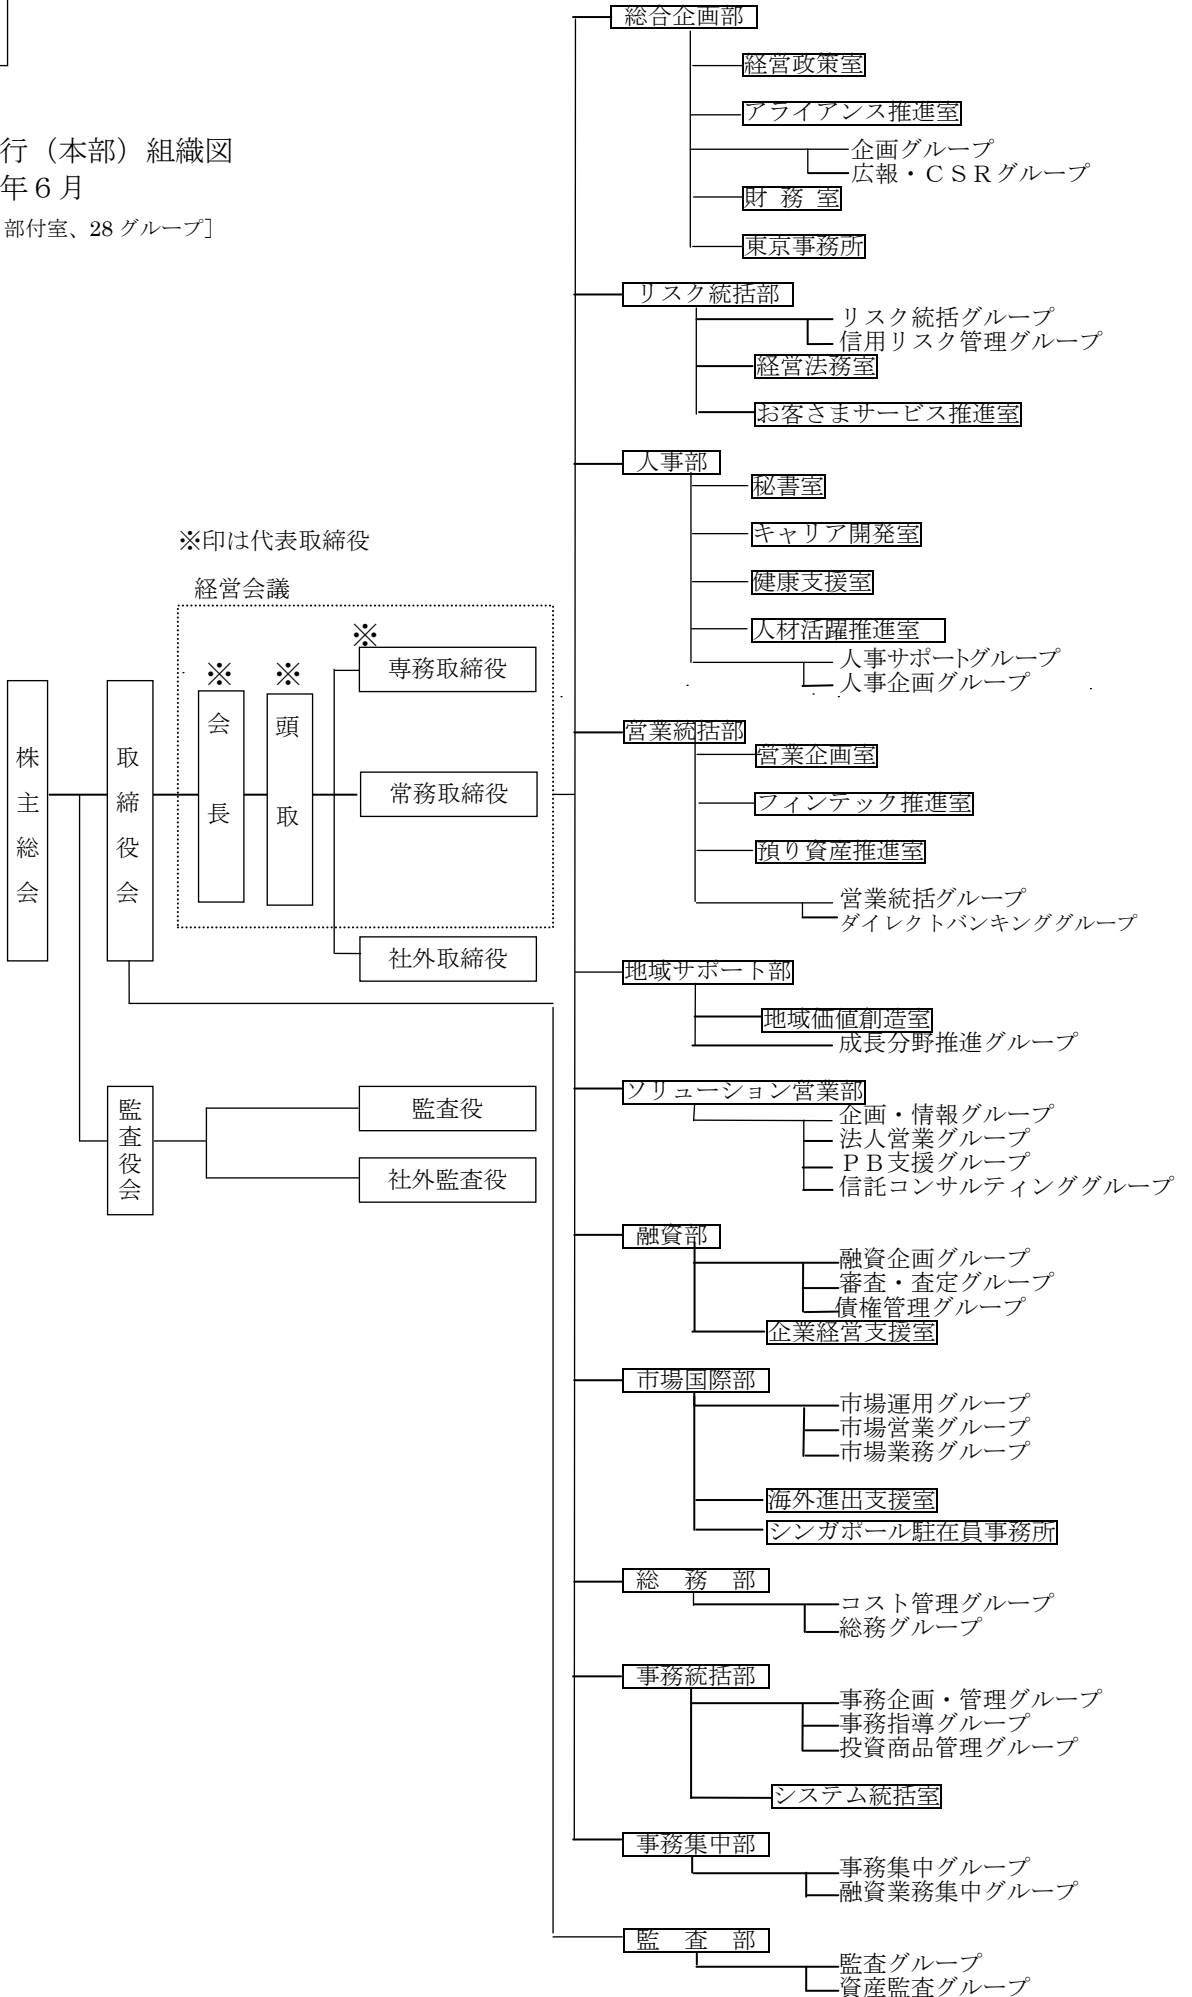 行（本部）組織図
年６月
部付室、28 グループ］
※印は代表取締役
経営会議
株主総会
取締役会
※
会長
※
頭取
※
専務取締役
常務取締役
社外取締役
監査役会
監査役
社外監査役
総合企画部
経営政策室
アライアンス推進室
企画グループ
広報・ＣＳＲグループ
財 務 室
東京事務所
リスク統括部
リスク統括グループ
信用リスク管理グループ
経営法務室
お客さまサービス推進室
人事部
秘書室
キャリア開発室
健康支援室
人材活躍推進室
人事サポートグループ
人事企画グループ
営業統括部
営業企画室
フィンテック推進室
預り資産推進室
営業統括グループ
ダイレクトバンキンググループ
地域サポート部
地域価値創造室
成長分野推進グループ
ソリューション営業部
企画・情報グループ
法人営業グループ
ＰＢ支援グループ
信託コンサルティンググループ
融資部
融資企画グループ
審査・査定グループ
債権管理グループ
企業経営支援室
市場国際部
市場運用グループ
市場営業グループ
市場業務グループ
海外進出支援室
シンガポール駐在員事務所
総　務　部
コスト管理グループ
総務グループ
事務統括部
事務企画・管理グループ
事務指導グループ
投資商品管理グループ
システム統括室
事務集中部
事務集中グループ
融資業務集中グループ
監　査　部
監査グループ
資産監査グループ